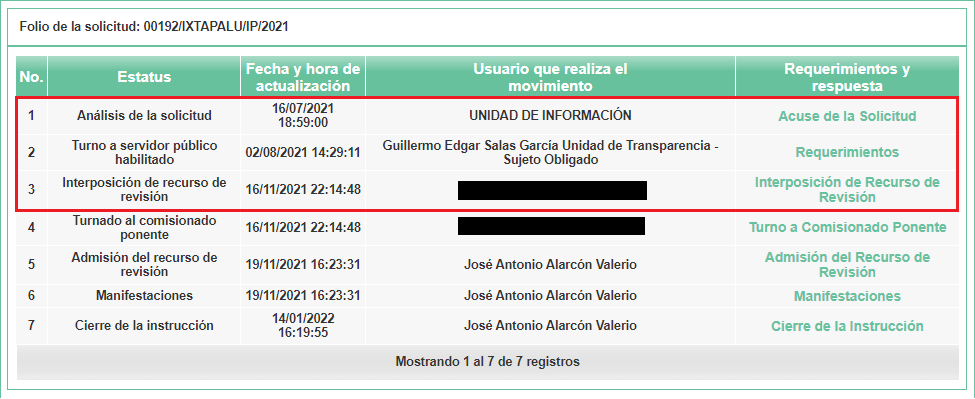 Folio de la solicitud: 00192/IXTAPALU/IP/2021
No. Estatus Fecha y hora de actualización Usuario que realiza el movimiento Requerimientos y respuesta
1 Análisis de la solicitud 16/07/2021 18:59:00 UNIDAD DE INFORMACIÓN Acuse de la Solicitud
2 Turno a servidor público habilitado 02/08/2021 14:29:11 Guillermo Edgar Salas García Unidad de Transparencia - Sujeto Obligado Requerimientos
3 Interposición de recurso de revisión 16/11/2021 22:14:48 Interposición de Recurso de Revisión
4 Turnado al comisionado ponente 16/11/2021 22:14:48 Turno a Comisionado Ponente
5 Admisión del recurso de revisión 19/11/2021 16:23:31 José Antonio Alarcón Valerio Admisión del Recurso de Revisión
6 Manifestaciones 19/11/2021 16:23:31 José Antonio Alarcón Valerio Manifestaciones
7 Cierre de la instrucción 14/01/2022 16:19:55 José Antonio Alarcón Valerio Cierre de la Instrucción
Mostrando 1 al 7 de 7 registros